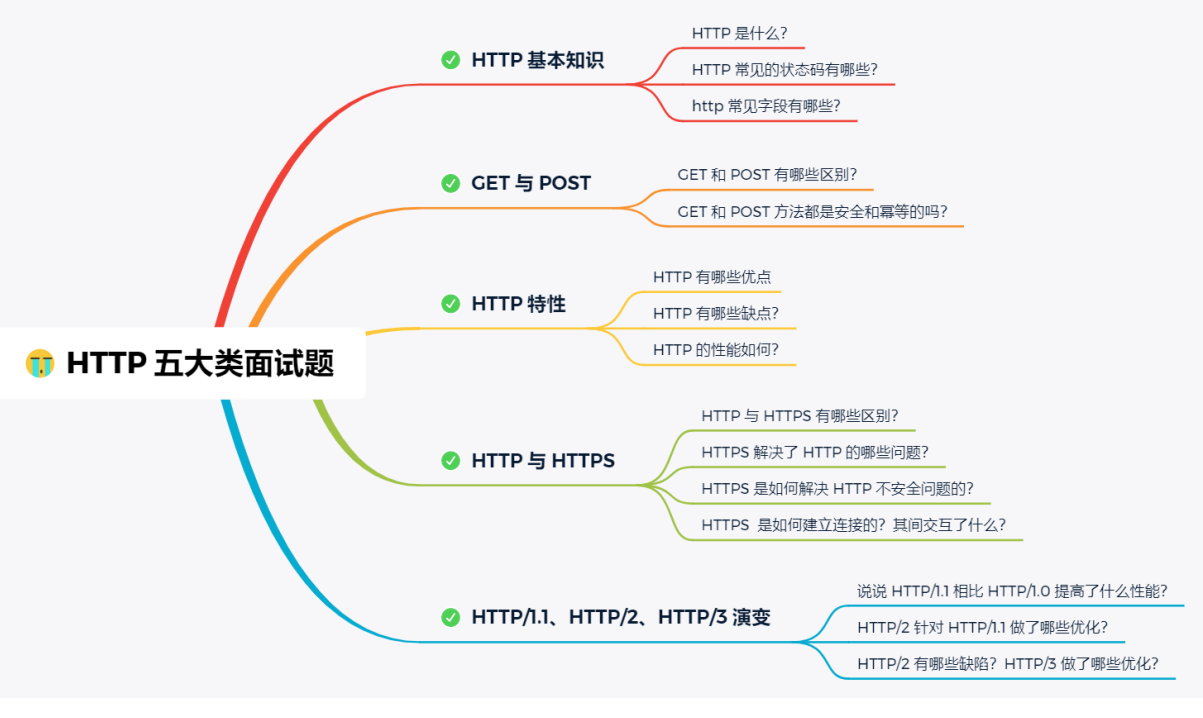 HTTP 五大类面试题
HTTP 基本知识
HTTP 是什么？
HTTP 常见的状态码有哪些？
http 常见字段有哪些？
GET 与 POST
GET 和 POST 有哪些区别？
GET 和 POST 方法都是安全和幂等的吗？
HTTP 特性
HTTP 有哪些优点
HTTP 有哪些缺点？
HTTP 的性能如何？
HTTP 与 HTTPS
HTTP 与 HTTPS 有哪些区别？
HTTPS 解决了 HTTP 的哪些问题？
HTTPS 是如何解决 HTTP 不安全问题的？
HTTPS  是如何建立连接的？其间交互了什么？
HTTP/1.1、HTTP/2、HTTP/3 演变
说说 HTTP/1.1 相比 HTTP/1.0 提高了什么性能？
HTTP/2 针对 HTTP/1.1 做了哪些优化？
HTTP/2 有哪些缺陷？HTTP/3 做了哪些优化？